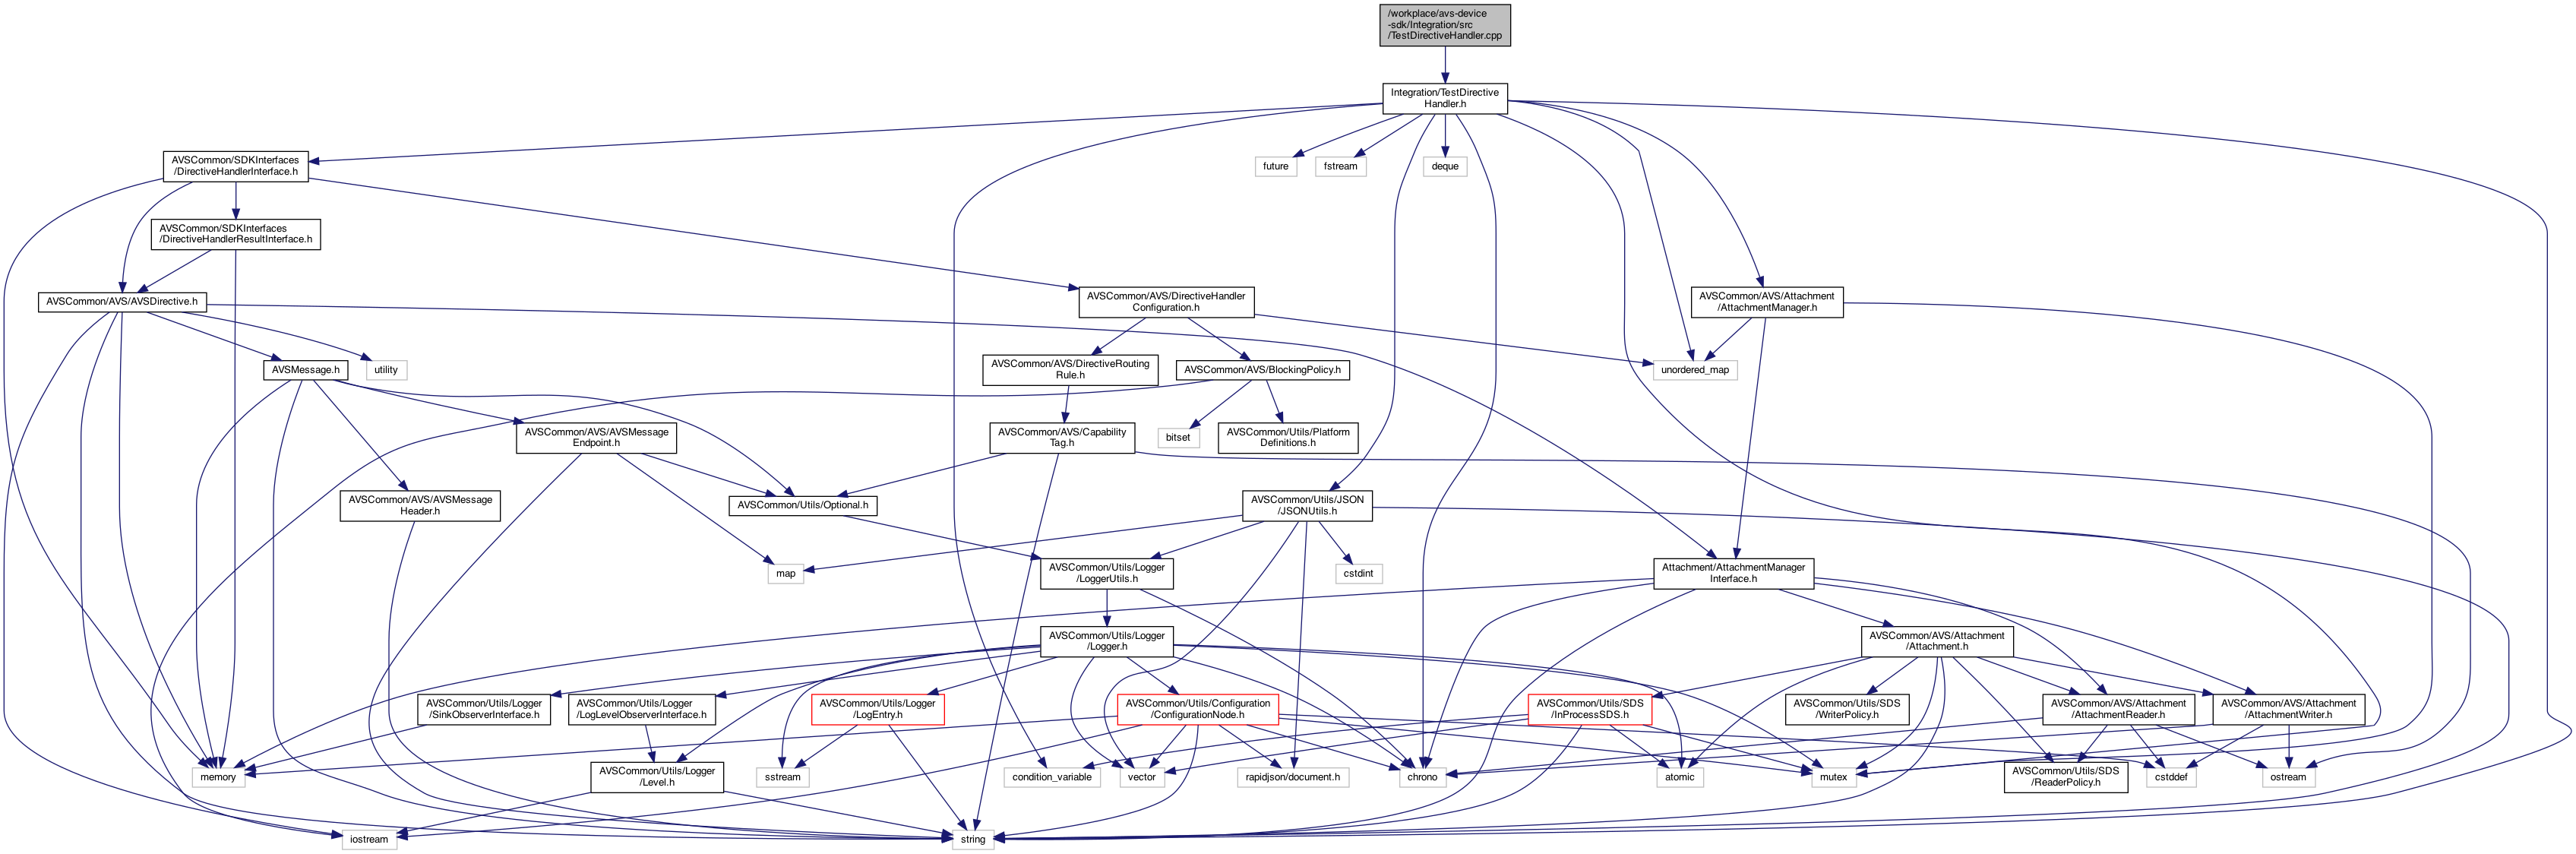 /workplace/avs-device
-sdk/Integration/src
/TestDirectiveHandler.cpp
Integration/TestDirective
Handler.h
AVSCommon/SDKInterfaces
/DirectiveHandlerInterface.h
future
fstream
deque
AVSCommon/SDKInterfaces
/DirectiveHandlerResultInterface.h
AVSCommon/AVS/AVSDirective.h
AVSCommon/AVS/DirectiveHandler
Configuration.h
AVSCommon/AVS/Attachment
/AttachmentManager.h
AVSMessage.h
utility
AVSCommon/AVS/DirectiveRouting
Rule.h
AVSCommon/AVS/BlockingPolicy.h
unordered_map
AVSCommon/AVS/AVSMessage
Endpoint.h
AVSCommon/AVS/Capability
Tag.h
bitset
AVSCommon/Utils/Platform
Definitions.h
AVSCommon/AVS/AVSMessage
Header.h
AVSCommon/Utils/Optional.h
AVSCommon/Utils/JSON
/JSONUtils.h
map
AVSCommon/Utils/Logger
/LoggerUtils.h
cstdint
Attachment/AttachmentManager
Interface.h
AVSCommon/Utils/Logger
/Logger.h
AVSCommon/AVS/Attachment
/Attachment.h
AVSCommon/Utils/Logger
/SinkObserverInterface.h
AVSCommon/Utils/Logger
/LogLevelObserverInterface.h
AVSCommon/Utils/Logger
/LogEntry.h
AVSCommon/Utils/Configuration
/ConfigurationNode.h
AVSCommon/Utils/SDS
/InProcessSDS.h
AVSCommon/Utils/SDS
/WriterPolicy.h
AVSCommon/AVS/Attachment
/AttachmentReader.h
AVSCommon/AVS/Attachment
/AttachmentWriter.h
memory
AVSCommon/Utils/Logger
/Level.h
sstream
condition_variable
vector
rapidjson/document.h
chrono
atomic
mutex
AVSCommon/Utils/SDS
/ReaderPolicy.h
cstddef
ostream
iostream
string